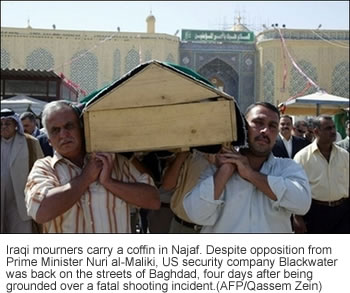 Iraqi mourners carry a coffin in Najaf. Despite opposition from
Prime Minister Nuri al-Maliki, US security company Blackwater
was back on the streets of Baghdad, four days after being
grounded over a fatal shooting incident.(AFP/Qassem Zein)